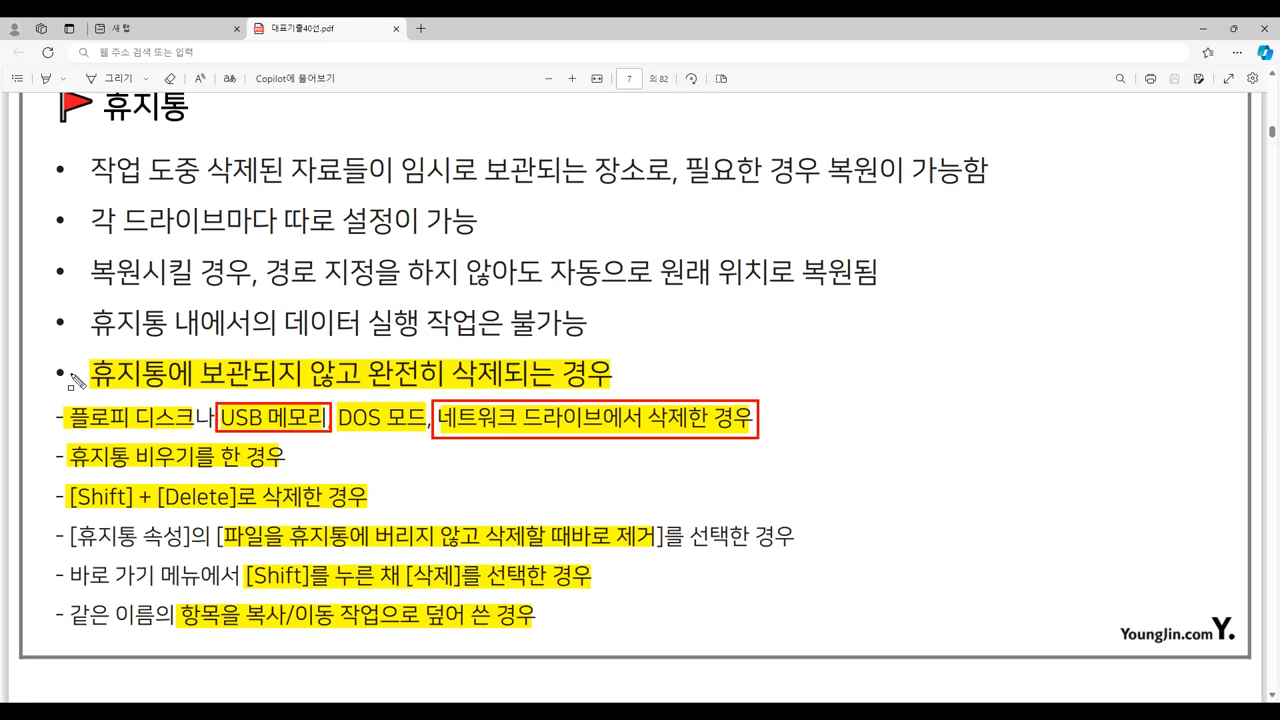 새 탭
대표기출40선.pdf
웹 주소 검색 또는 입력
그리기
Copilot에 물어보기
7 의 82
휴지통
• 작업 도중 삭제된 자료들이 임시로 보관되는 장소로, 필요한 경우 복원이 가능함
• 각 드라이브마다 따로 설정이 가능
• 복원시킬 경우, 경로 지정을 하지 않아도 자동으로 원래 위치로 복원됨
• 휴지통 내에서의 데이터 실행 작업은 불가능
• 휴지통에 보관되지 않고 완전히 삭제되는 경우
- 플로피 디스크나 USB 메모리, DOS 모드, 네트워크 드라이브에서 삭제한 경우
- 휴지통 비우기를 한 경우
- [Shift] + [Delete]로 삭제한 경우
- [휴지통 속성]의 [파일을 휴지통에 버리지 않고 삭제할 때바로 제거]를 선택한 경우
- 바로 가기 메뉴에서 [Shift]를 누른 채 [삭제]를 선택한 경우
- 같은 이름의 항목을 복사/이동 작업으로 덮어 쓴 경우
YoungJin.com Y.